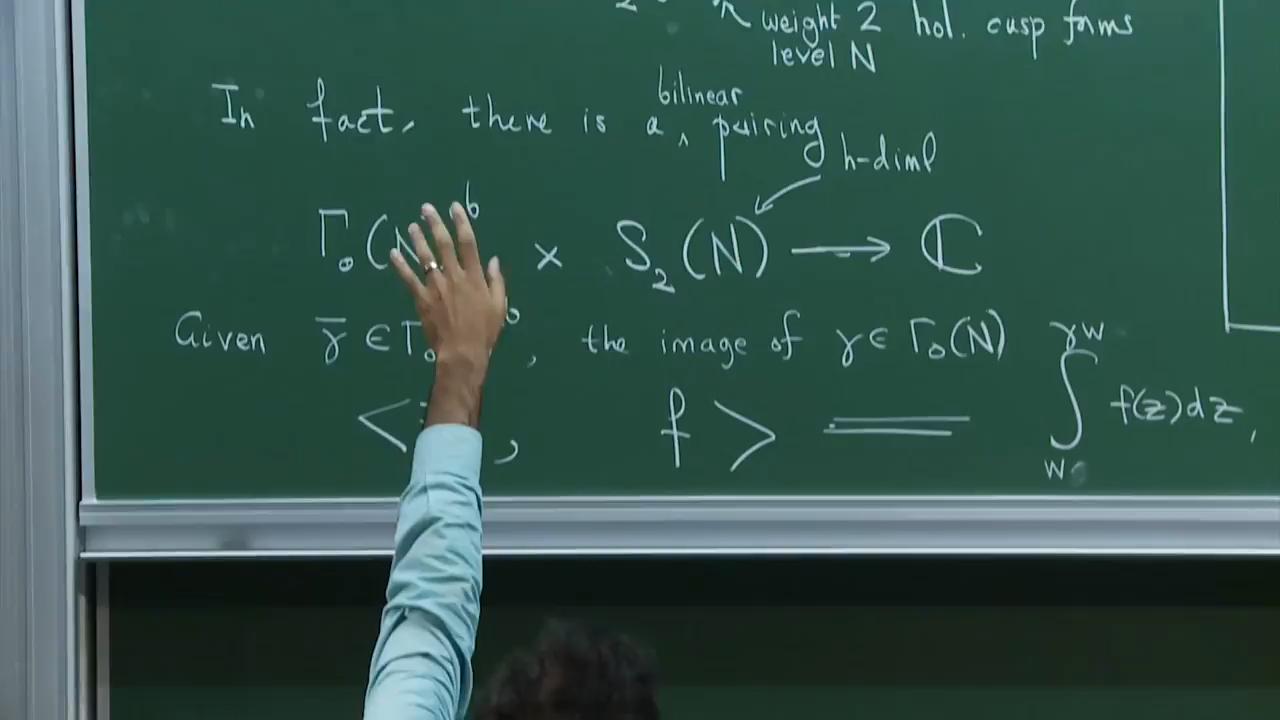 weight 2 hol. cusp forms
level N
bilinear
In fact, there is a ‸ pairing
h-diml
Γ₀(N b × S₂(N) ⟶ ℂ
Given γ̄ ∈ Γ₀ b , the image of γ ∈ Γ₀(N)
< , f > = ∫_w^{γw} f(z)dz,